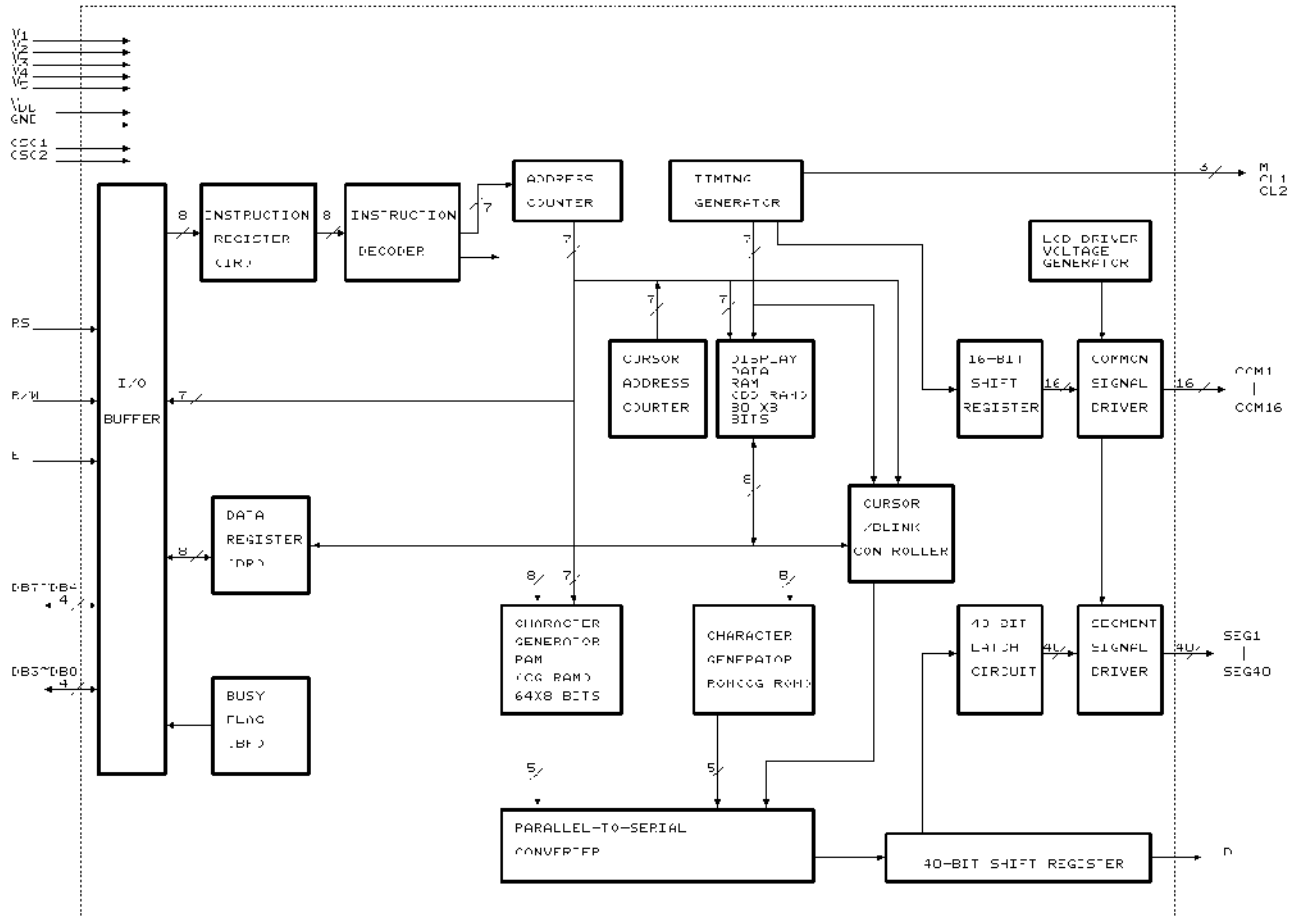 V1
V2
V3
V4
V5
GND
OSC1
OSC2
ADDRESS
COUNTER
TIMING
GENERATOR
3
M
CL1
CL2
8
INSTRUCTION
REGISTER
(IR)
8
INSTRUCTION
DECODER
7
7
7
LCD DRIVER
VOLTAGE
GENERATOR
7
7
RS
I/O
BUFFER
CURSOR
ADDRESS
COURTER
DISPLAY
DATA
RAM
(DD RAM)
80 X8
BITS
16-BIT
SHIFT
REGISTER
16
COMMON
SIGNAL
DRIVER
16
COM1
COM16
R/W
7
E
8
DATA
REGISTER
(DR)
8
CURSOR
/BLINK
CONTROLLER
8
7
8
DB7~DB4
4
CHARACTER
GENERATOR
RAM
(CG RAM)
64X8 BITS
CHARACTER
GENERATOR
ROM(CG ROM)
40-BIT
LATCH
CIRCUIT
40
SEGMENT
SIGNAL
DRIVER
40
SEG1
SEG40
DB3~DB0
4
BUSY
FLAG
(BF)
5
5
PARALLEL-TO-SERIAL
CONVERTER
40-BIT SHIFT REGISTER
D